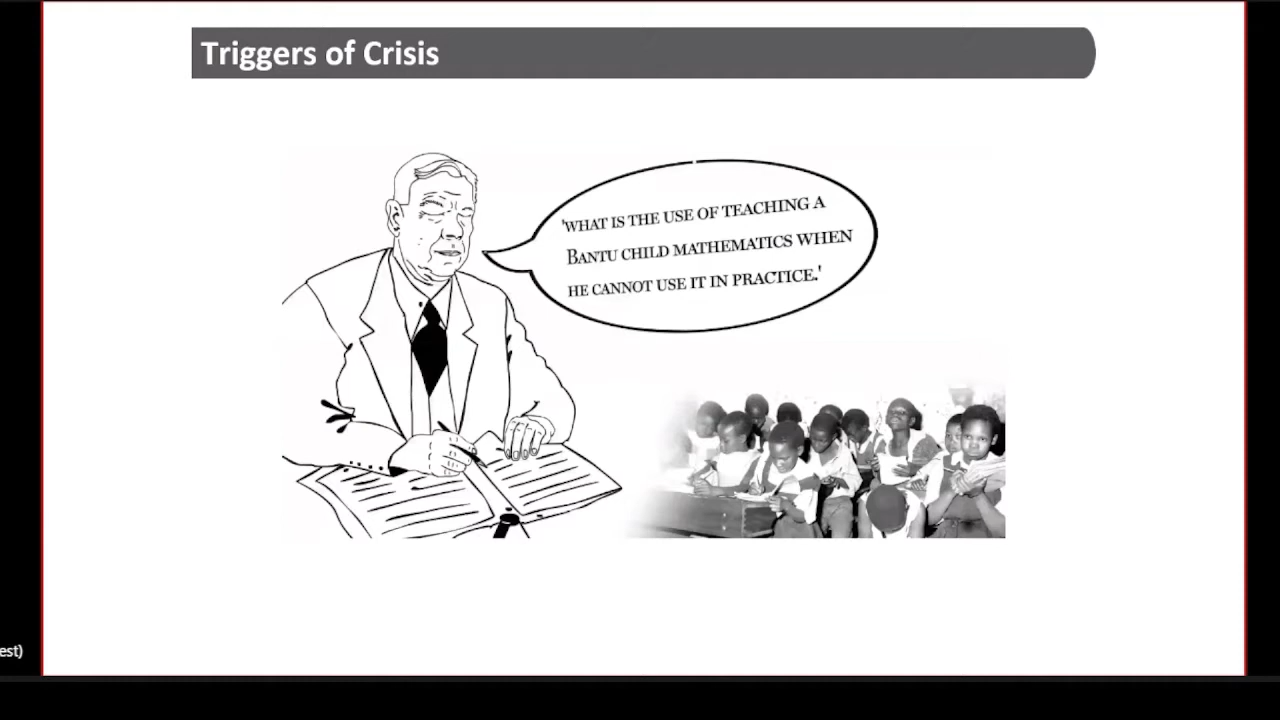 Triggers of Crisis
'WHAT IS THE USE OF TEACHING A
BANTU CHILD MATHEMATICS WHEN
HE CANNOT USE IT IN PRACTICE.'
est)